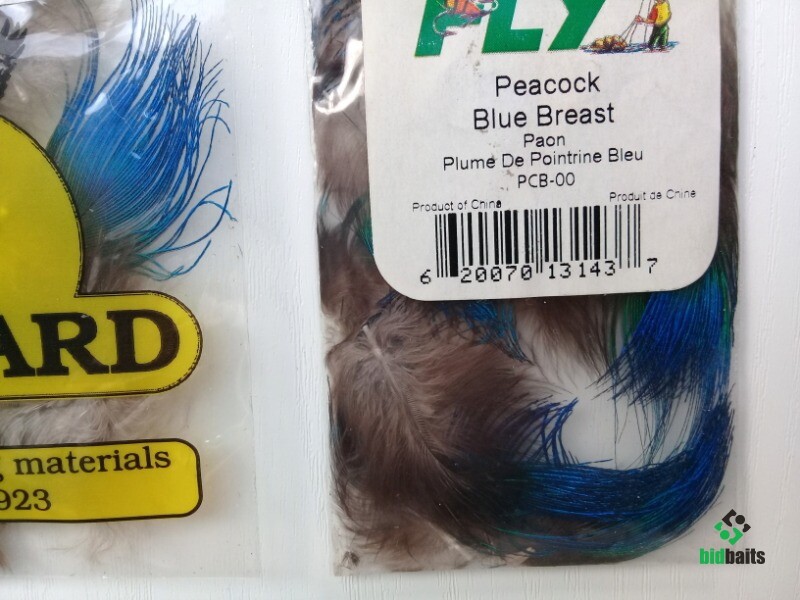 FLY
Peacock
Blue Breast
Paon
Plume De Pointrine Bleu
PCB-00
Product of China
Produit de Chine
6 20070 13143 7
ARD
g materials
923
bidbaits